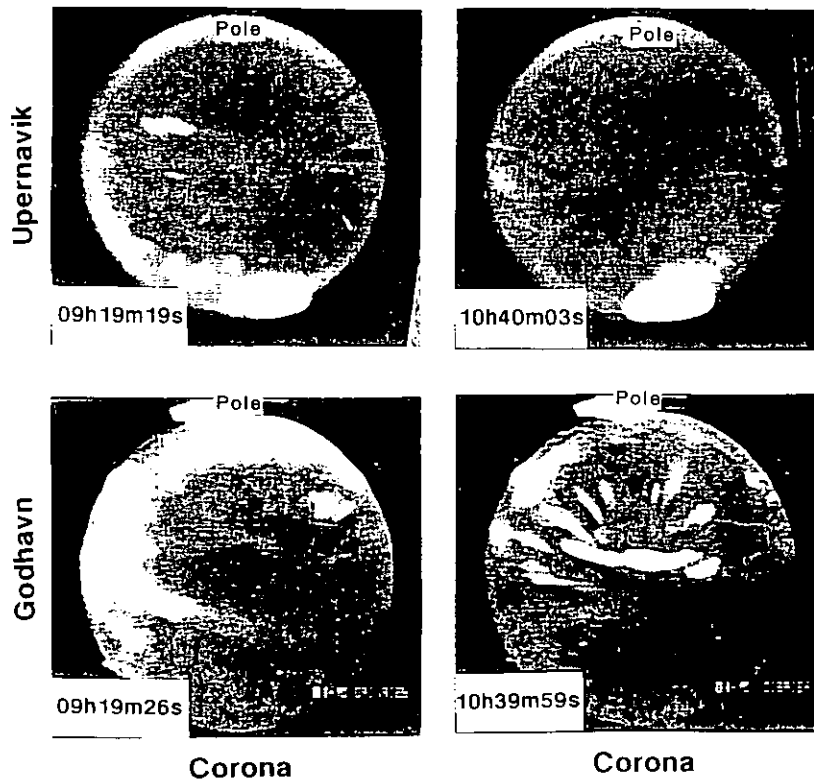 Pole
Pole
Upernavik
09h19m19s
10h40m03s
Pole
Pole
Godhavn
09h19m26s
10h39m59s
Corona
Corona